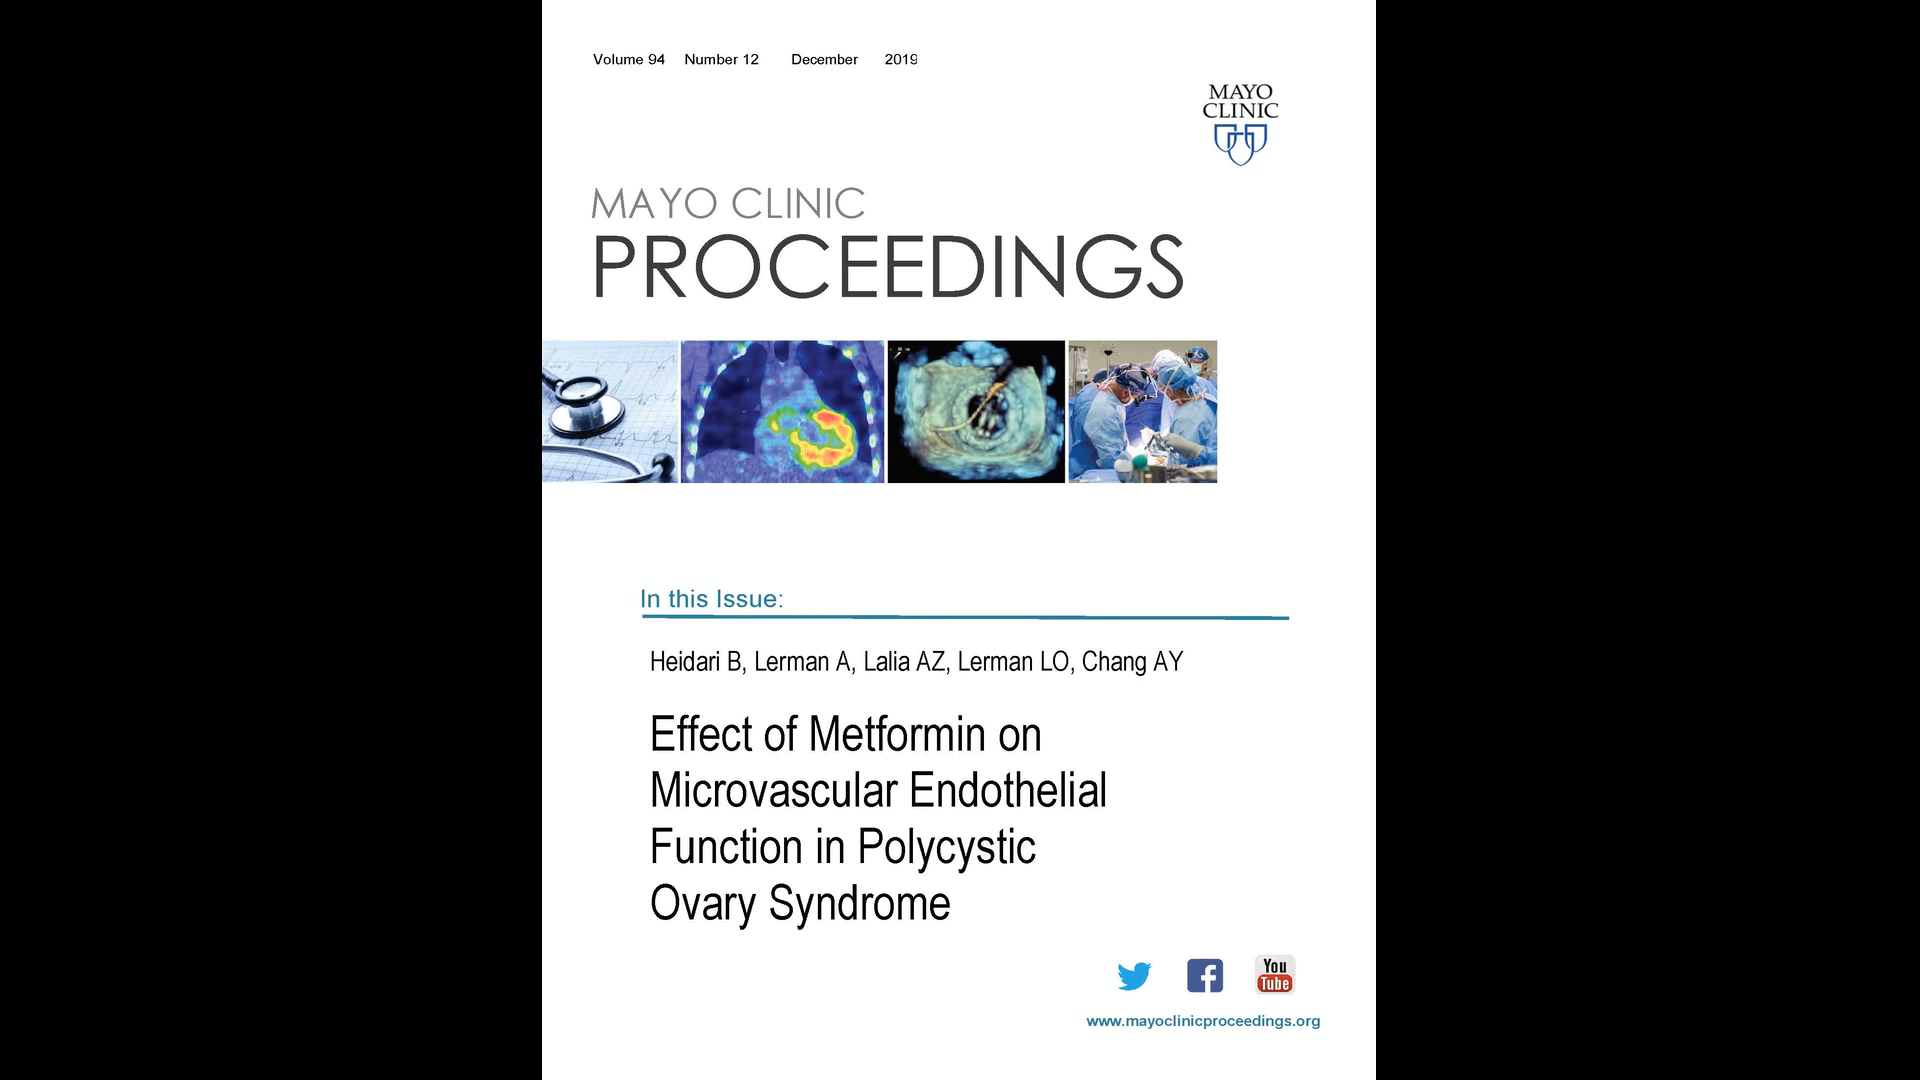 Volume 94 Number 12 December 2019
MAYO
CLINIC
MAYO CLINIC
PROCEEDINGS
In this Issue:
Heidari B, Lerman A, Lalia AZ, Lerman LO, Chang AY
Effect of Metformin on
Microvascular Endothelial
Function in Polycystic
Ovary Syndrome
You
Tube
www.mayoclinicproceedings.org